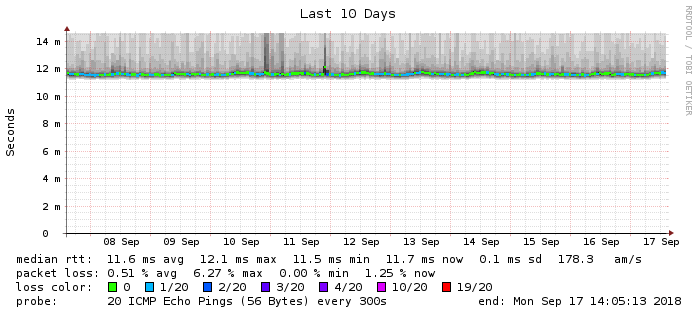 Last 10 Days
RRDTOOL / TOBI OETIKER
Seconds
14 m
12 m
10 m
8 m
6 m
4 m
2 m
0
08 Sep 09 Sep 10 Sep 11 Sep 12 Sep 13 Sep 14 Sep 15 Sep 16 Sep 17 Sep
median rtt: 11.6 ms avg 12.1 ms max 11.5 ms min 11.7 ms now 0.1 ms sd 178.3 am/s
packet loss: 0.51 % avg 6.27 % max 0.00 % min 1.25 % now
loss color: 0 1/20 2/20 3/20 4/20 10/20 19/20
probe: 20 ICMP Echo Pings (56 Bytes) every 300s end: Mon Sep 17 14:05:13 2018